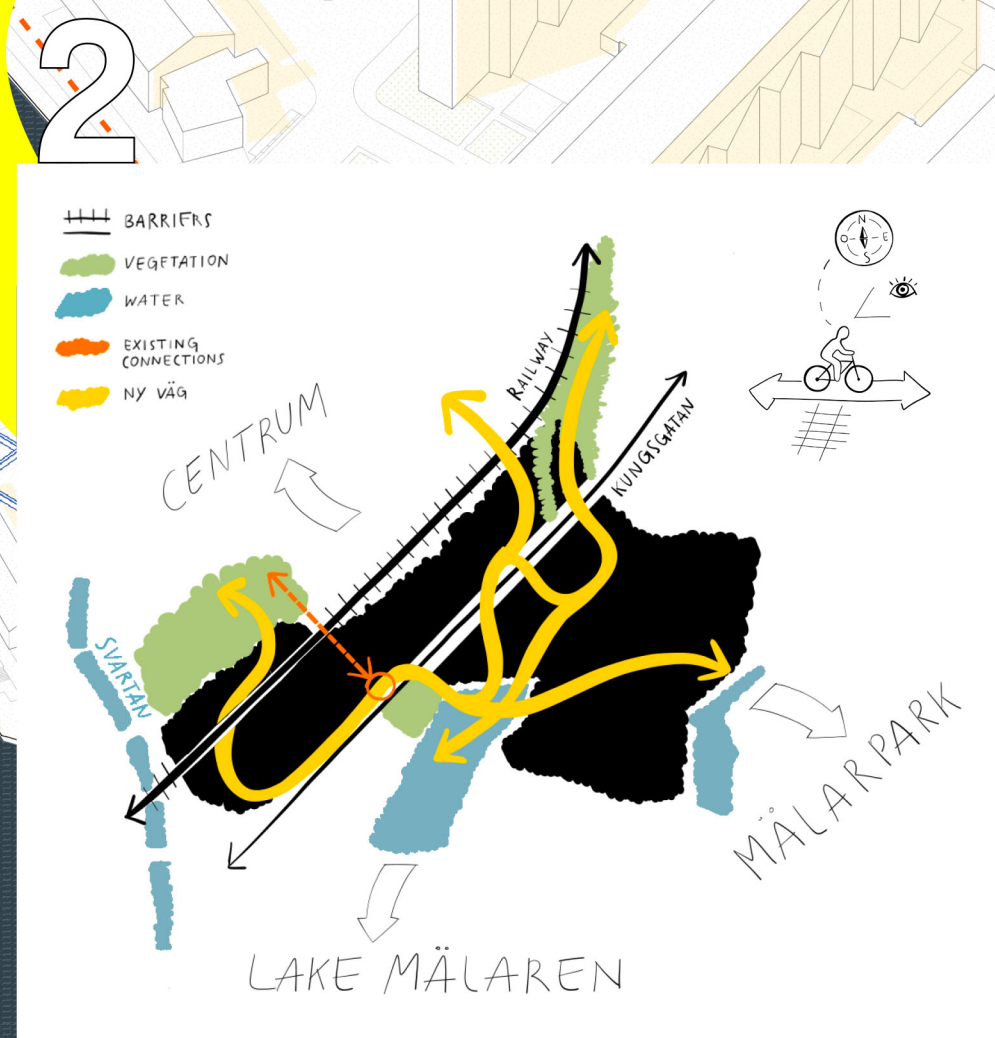 2
BARRIERS
VEGETATION
WATER
EXISTING
CONNECTIONS
NY VÄG
N
O E
S
CENTRUM
RAILWAY
KUNGSGATAN
SVARTAN
MÄLARPARK
LAKE MÄLAREN